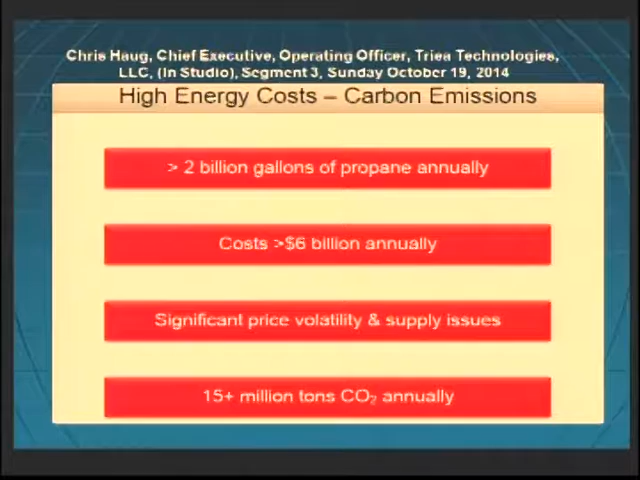 Chris Haug, Chief Executive, Operating Officer, Triea Technologies,
LLC, (In Studio), Segment 3, Sunday October 19, 2014
High Energy Costs – Carbon Emissions
> 2 billion gallons of propane annually
Costs >$6 billion annually
Significant price volatility & supply issues
15+ million tons CO₂ annually